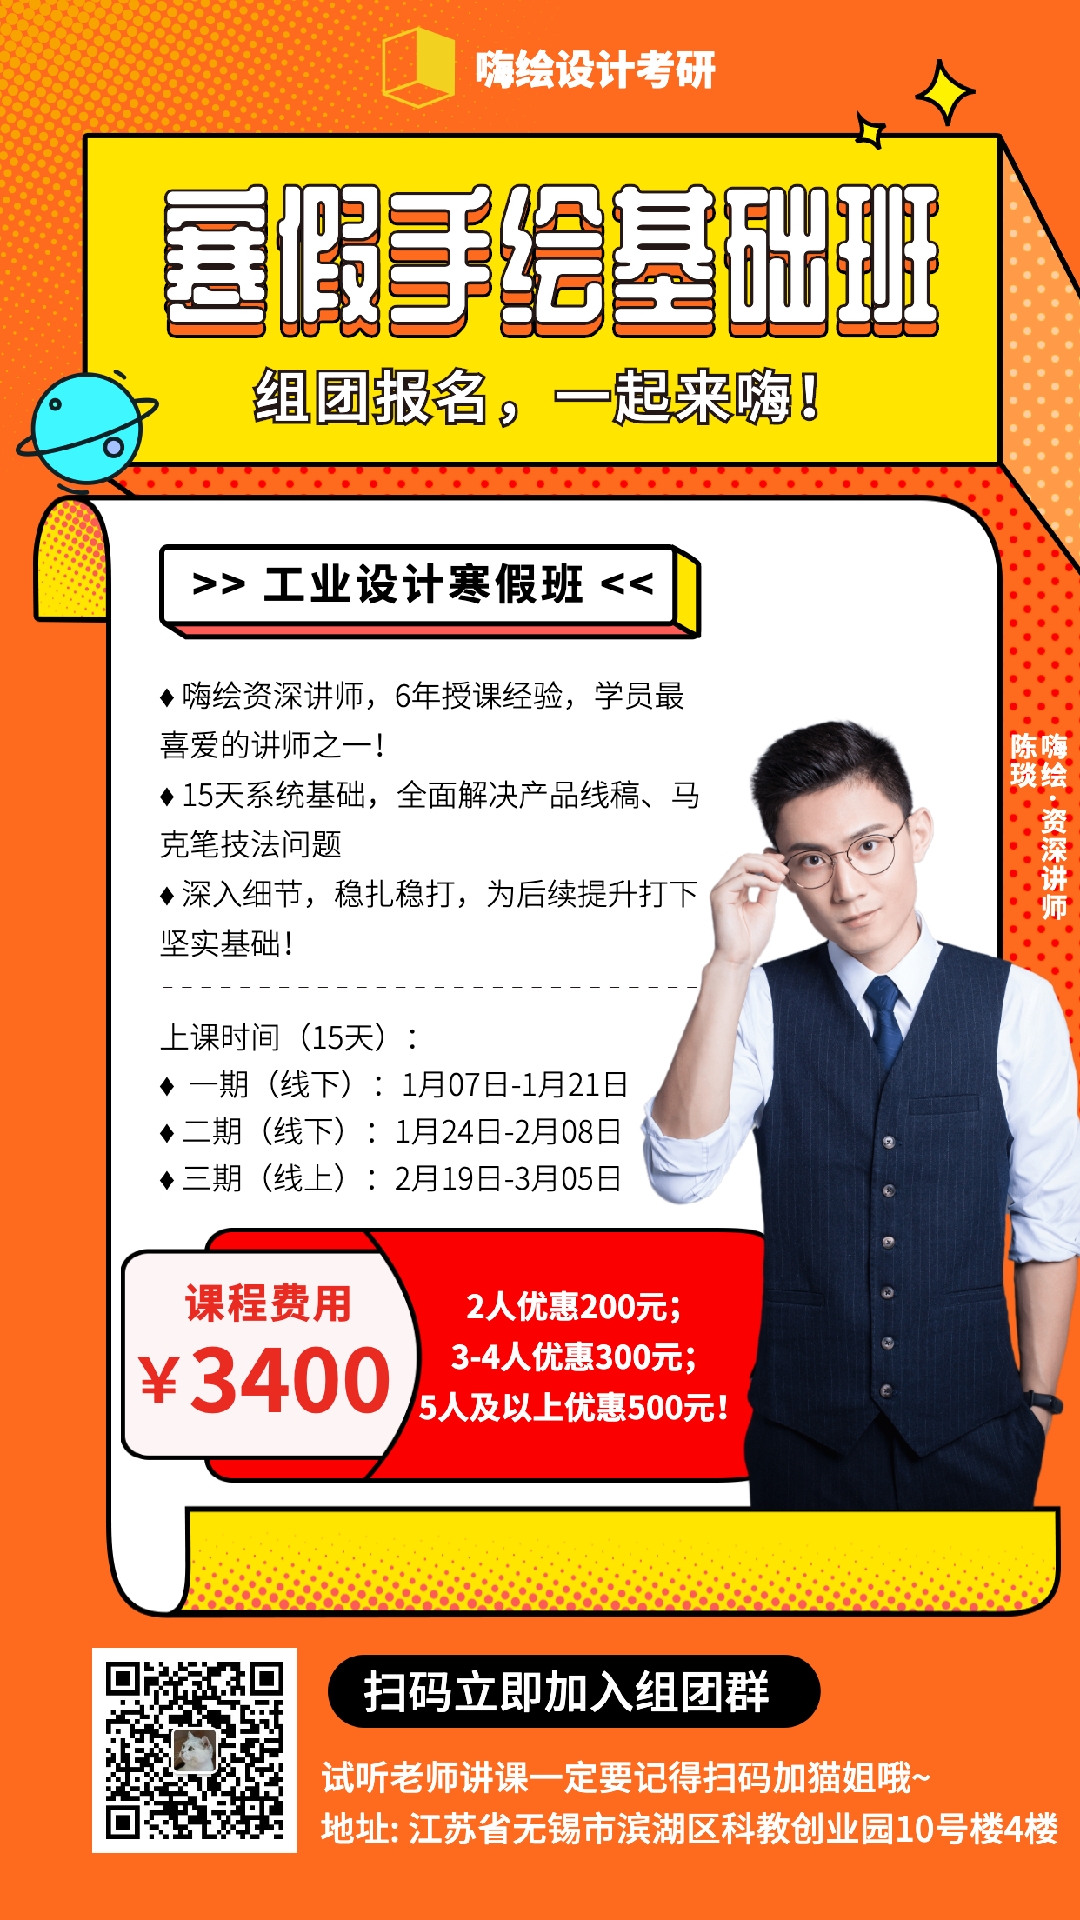 嗨绘设计考研
寒假手绘基础班
组团报名，一起来嗨！
>> 工业设计寒假班 <<
♦ 嗨绘资深讲师，6年授课经验，学员最
喜爱的讲师之一！
♦ 15天系统基础，全面解决产品线稿、马
克笔技法问题
♦ 深入细节，稳扎稳打，为后续提升打下
坚实基础！
嗨绘·资深讲师
陈琰
上课时间（15天）：
♦ 一期（线下）：1月07日-1月21日
♦ 二期（线下）：1月24日-2月08日
♦ 三期（线上）：2月19日-3月05日
课程费用
¥3400
2人优惠200元；
3-4人优惠300元；
5人及以上优惠500元！
扫码立即加入组团群
试听老师讲课一定要记得扫码加猫姐哦~
地址: 江苏省无锡市滨湖区科教创业园10号楼4楼